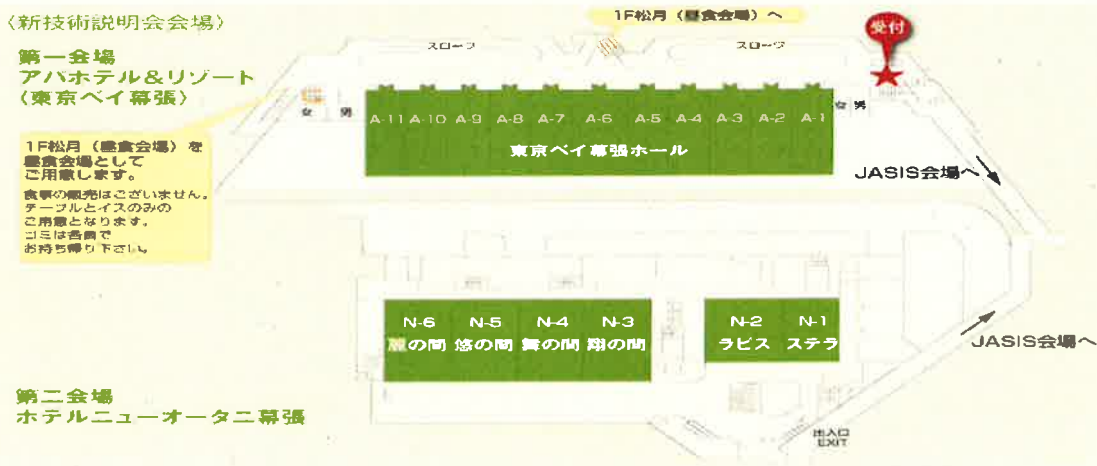 〈新技術説明会会場〉
第一会場
アパホテル&リゾート
〈東京ベイ幕張〉
1F松月（昼食会場）へ
スロープ
スロープ
受付
女 男
女 男
A-11 A-10 A-9 A-8 A-7 A-6 A-5 A-4 A-3 A-2 A-1
東京ベイ幕張ホール
JASIS会場へ
1F松月（昼食会場）を
昼食会場として
ご用意します。
食事の販売はございません。
テーブルとイスのみの
ご用意となります。
ゴミは各自で
お持ち帰り下さい。
N-6 N-5 N-4 N-3
麗の間 悠の間 舞の間 翔の間
N-2 N-1
ラピス ステラ
JASIS会場へ
第二会場
ホテルニューオータニ幕張
出入口
EXIT